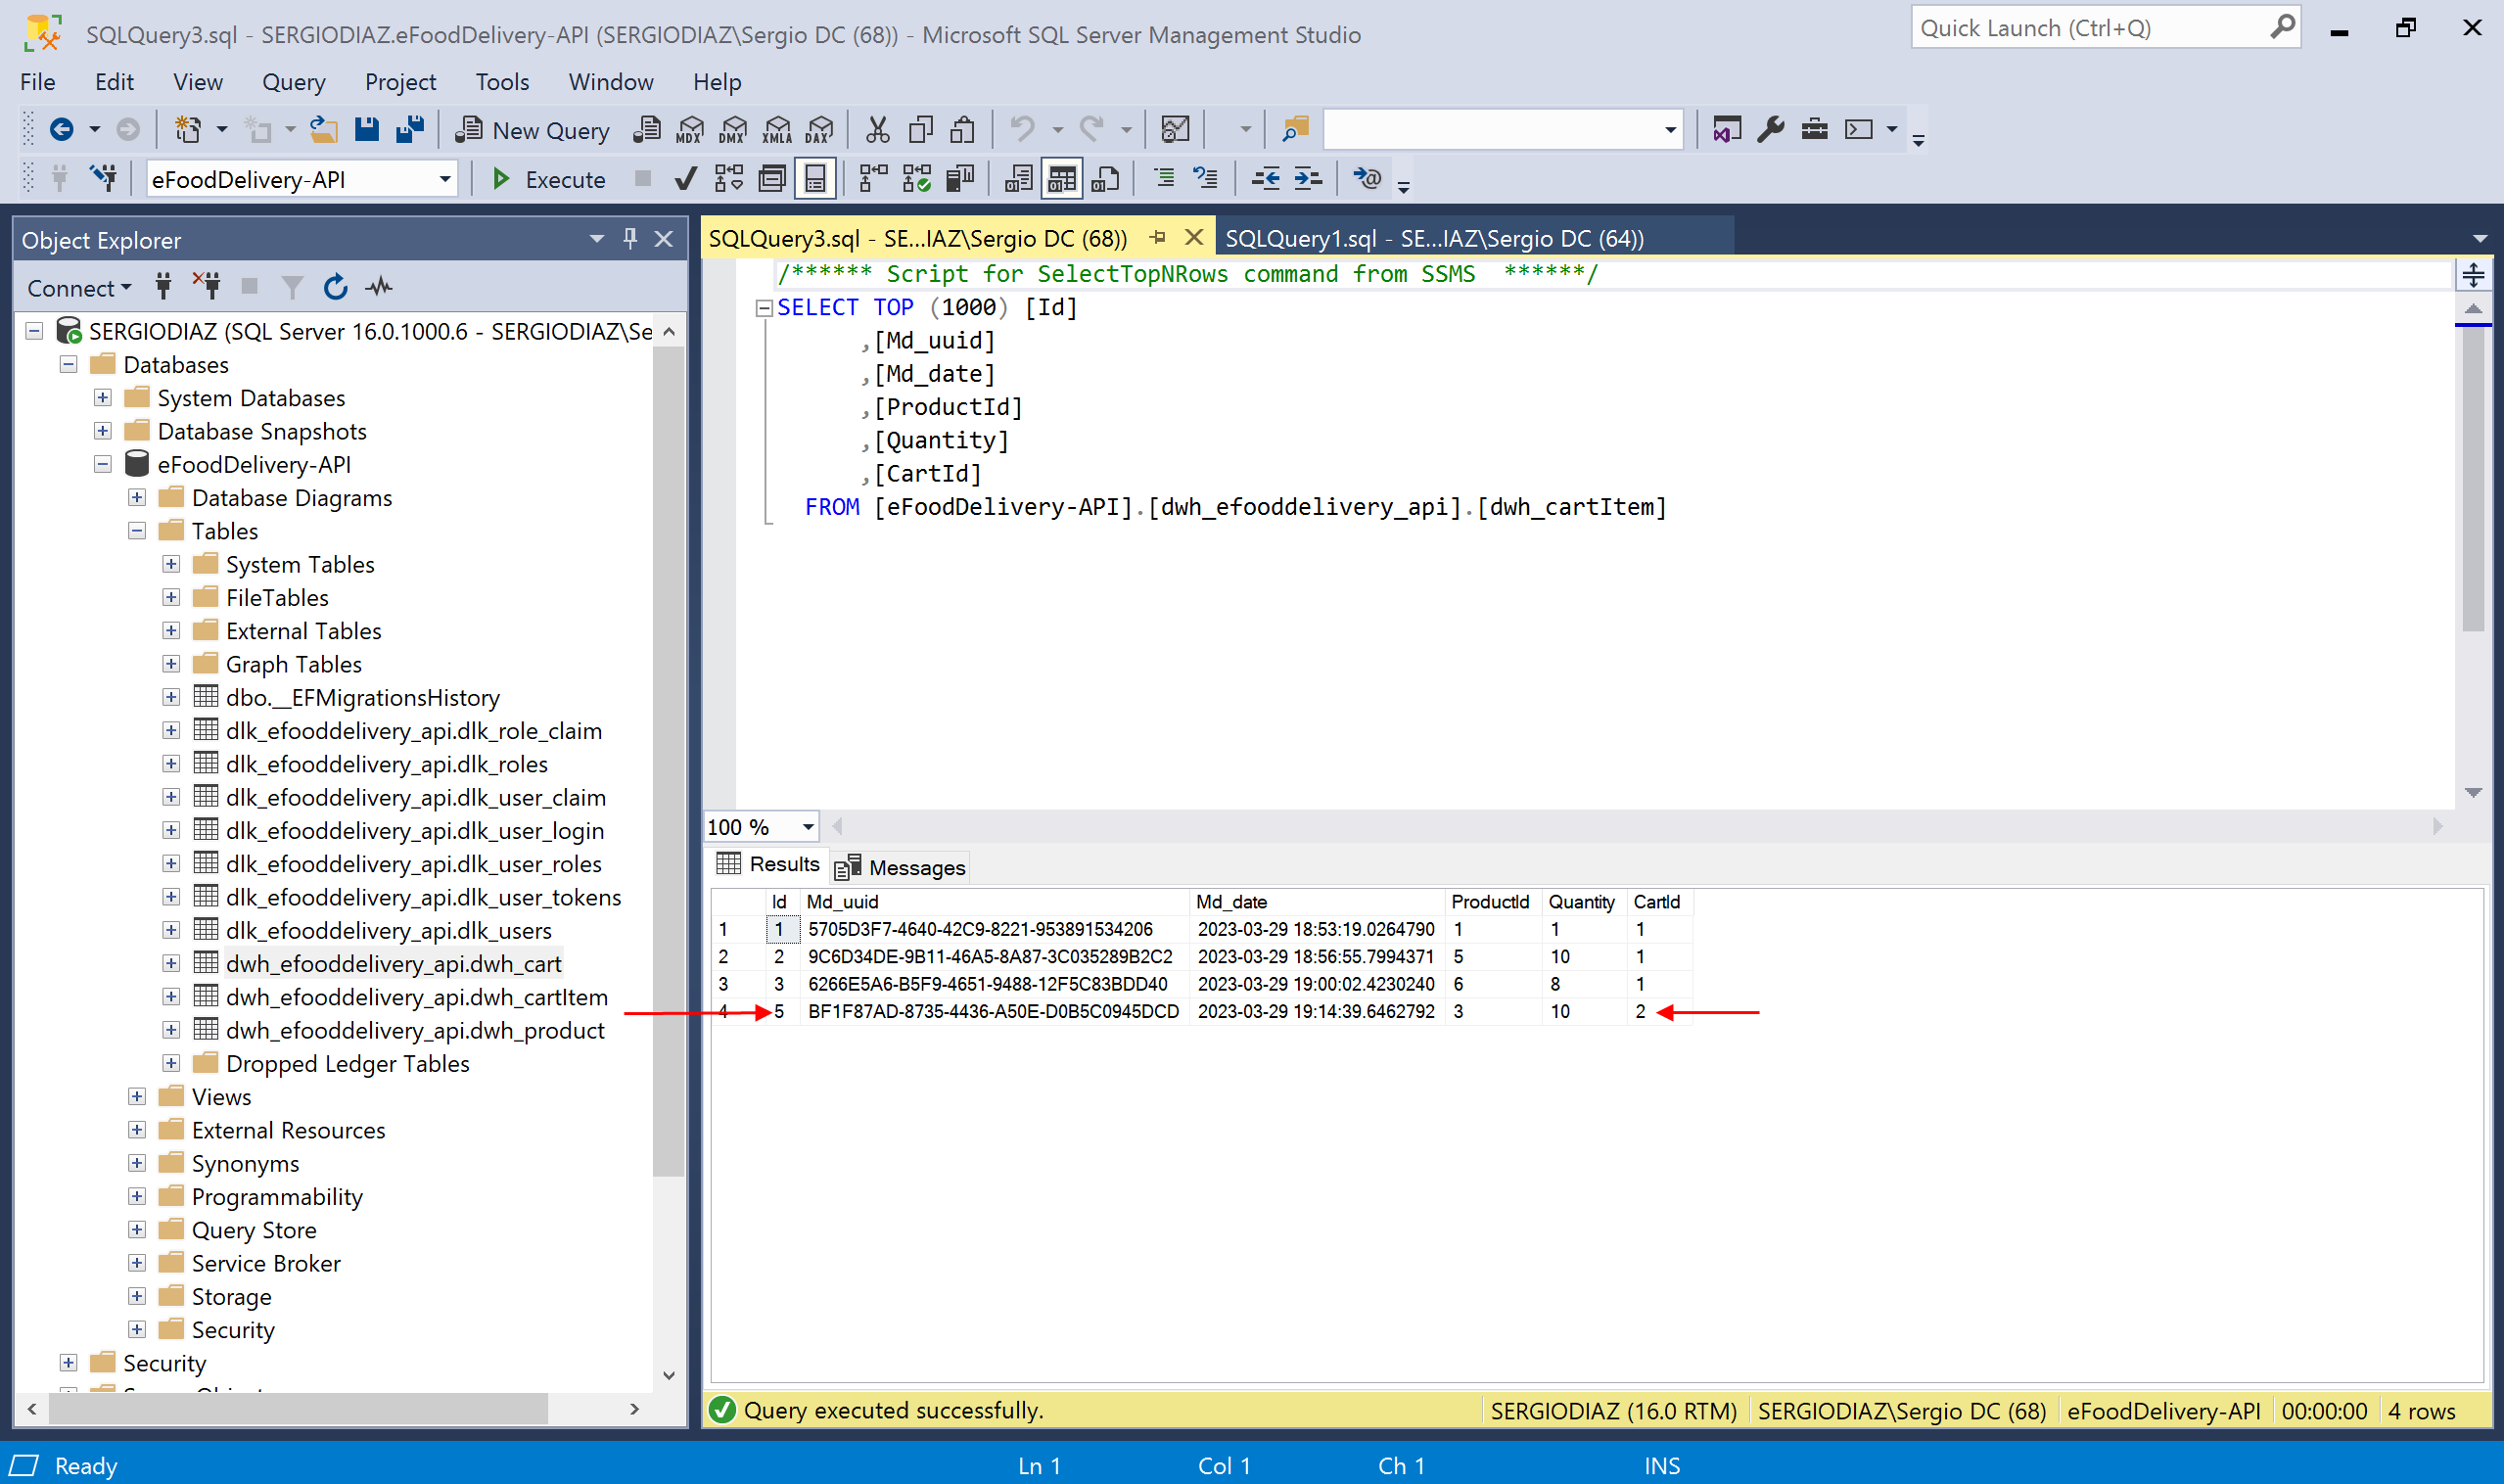 SQLQuery3.sql - SERGIODIAZ.eFoodDelivery-API (SERGIODIAZ\Sergio DC (68)) - Microsoft SQL Server Management Studio
Quick Launch (Ctrl+Q)
File Edit View Query Project Tools Window Help
New Query MDX DMX XMLA DAX
eFoodDelivery-API Execute
Object Explorer
Connect
SERGIODIAZ (SQL Server 16.0.1000.6 - SERGIODIAZ\Se
Databases
System Databases
Database Snapshots
eFoodDelivery-API
Database Diagrams
Tables
System Tables
FileTables
External Tables
Graph Tables
dbo.__EFMigrationsHistory
dlk_efooddelivery_api.dlk_role_claim
dlk_efooddelivery_api.dlk_roles
dlk_efooddelivery_api.dlk_user_claim
dlk_efooddelivery_api.dlk_user_login
dlk_efooddelivery_api.dlk_user_roles
dlk_efooddelivery_api.dlk_user_tokens
dlk_efooddelivery_api.dlk_users
dwh_efooddelivery_api.dwh_cart
dwh_efooddelivery_api.dwh_cartItem
dwh_efooddelivery_api.dwh_product
Dropped Ledger Tables
Views
External Resources
Synonyms
Programmability
Query Store
Service Broker
Storage
Security
Security
SQLQuery3.sql - SE...IAZ\Sergio DC (68)) SQLQuery1.sql - SE...IAZ\Sergio DC (64))
/****** Script for SelectTopNRows command from SSMS  ******/
SELECT TOP (1000) [Id]
,[Md_uuid]
,[Md_date]
,[ProductId]
,[Quantity]
,[CartId]
FROM [eFoodDelivery-API].[dwh_efooddelivery_api].[dwh_cartItem]
100 %
Results Messages
Id Md_uuid Md_date ProductId Quantity CartId
1 1 5705D3F7-4640-42C9-8221-953891534206 2023-03-29 18:53:19.0264790 1 1 1
2 2 9C6D34DE-9B11-46A5-8A87-3C035289B2C2 2023-03-29 18:56:55.7994371 5 10 1
3 3 6266E5A6-B5F9-4651-9488-12F5C83BDD40 2023-03-29 19:00:02.4230240 6 8 1
4 5 BF1F87AD-8735-4436-A50E-D0B5C0945DCD 2023-03-29 19:14:39.6462792 3 10 2
Query executed successfully. SERGIODIAZ (16.0 RTM) SERGIODIAZ\Sergio DC (68) eFoodDelivery-API 00:00:00 4 rows
Ready Ln 1 Col 1 Ch 1 INS